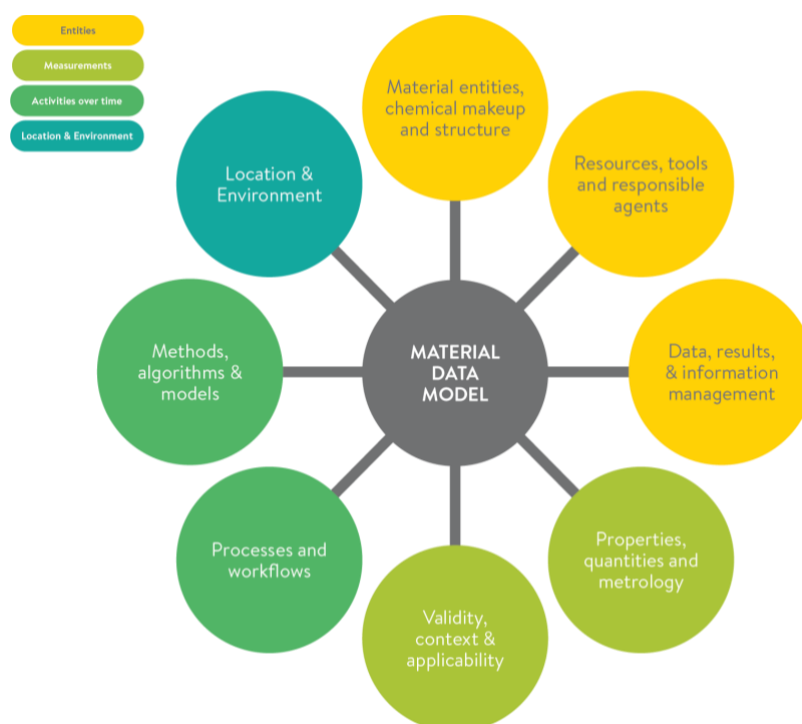 Entities
Measurements
Activities over time
Location & Environment
Material entities,
chemical makeup
and structure
Resources, tools
and responsible
agents
Data, results,
& information
management
Properties,
quantities and
metrology
Validity,
context &
applicability
Processes and
workflows
Methods,
algorithms &
models
Location &
Environment
MATERIAL
DATA
MODEL